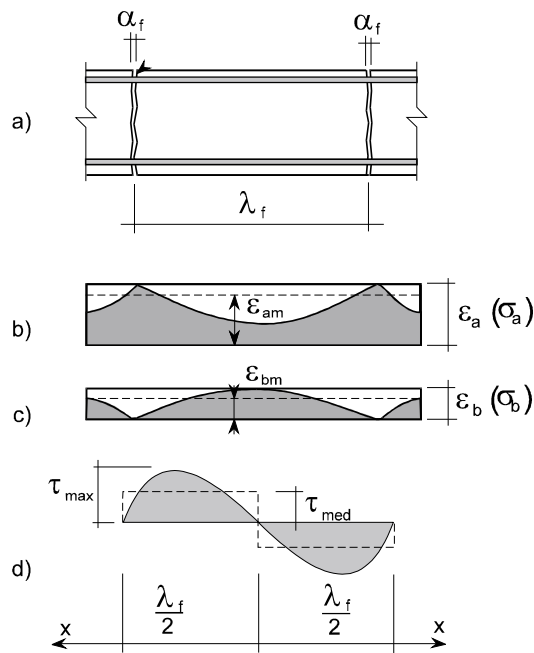 α_f α_f
a)
λ_f
ε_am
b)
ε_a (σ_a)
ε_bm
c)
ε_b (σ_b)
τ_max
τ_med
d)
λ_f/2 λ_f/2
x x